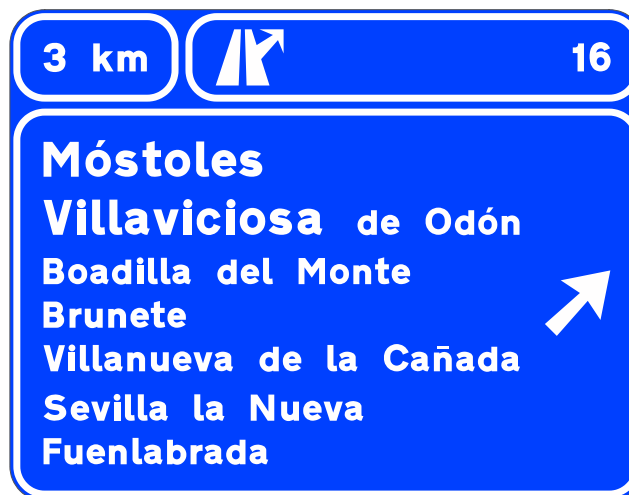 3 km 16
Móstoles
Villaviciosa de Odón
Boadilla del Monte
Brunete
Villanueva de la Cañada
Sevilla la Nueva
Fuenlabrada